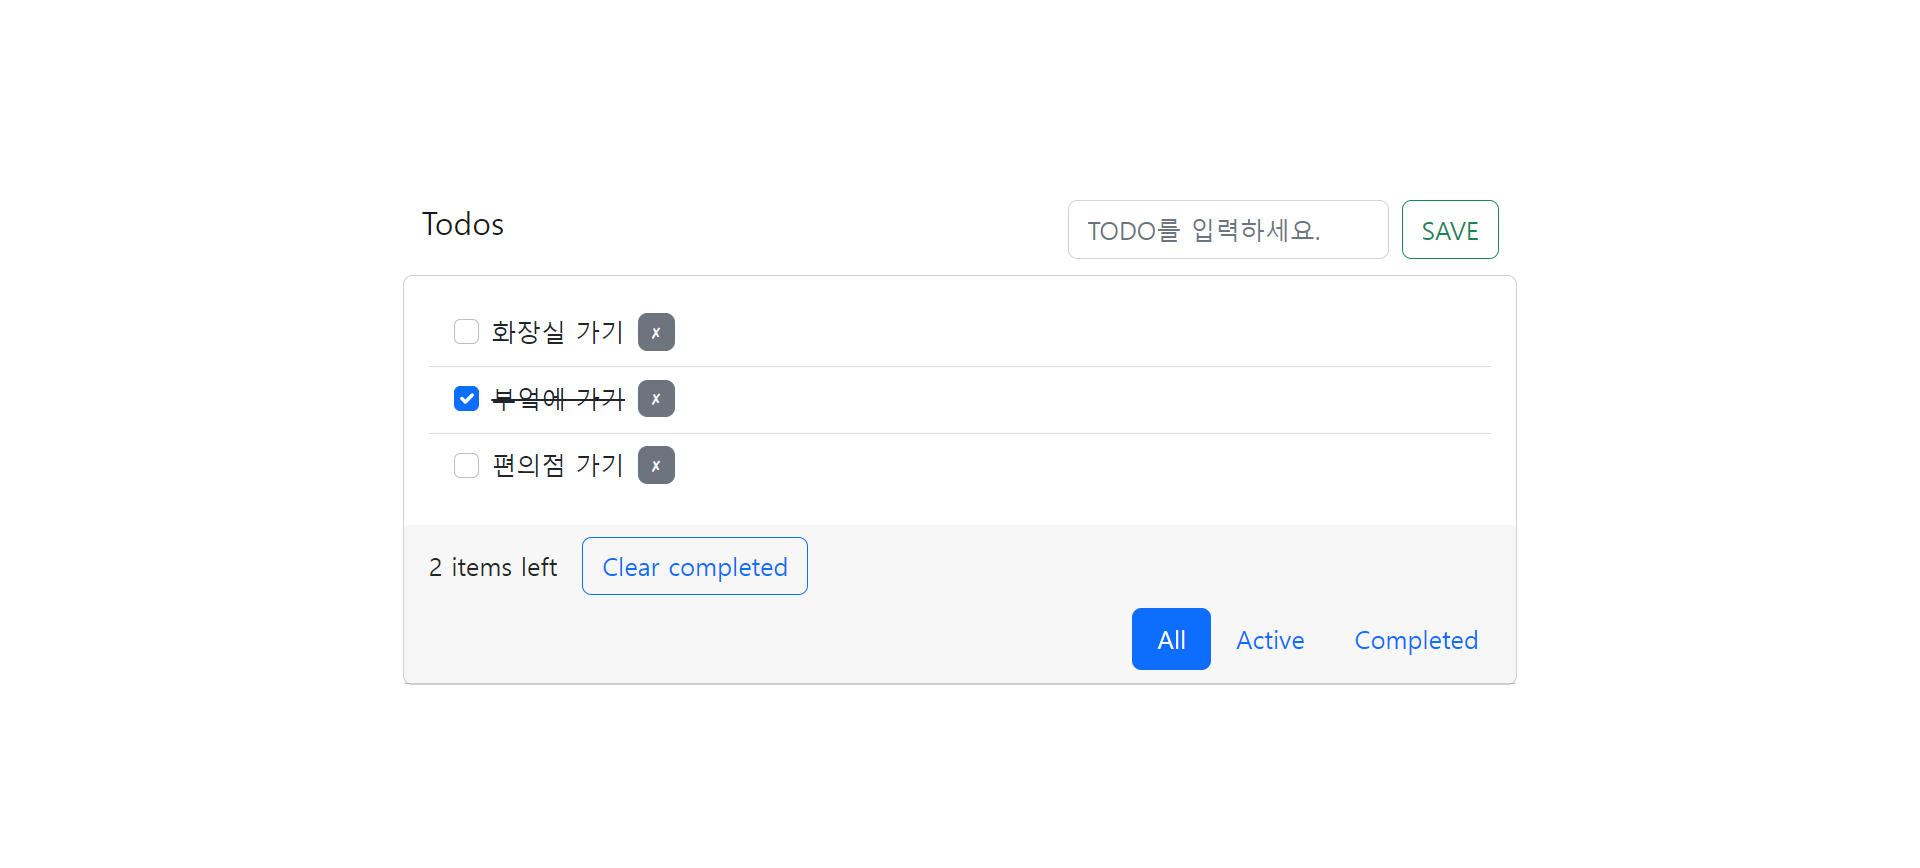 Todos
TODO를 입력하세요. SAVE
화장실 가기 ✗
부엌에 가기 ✗
편의점 가기 ✗
2 items left Clear completed
All Active Completed